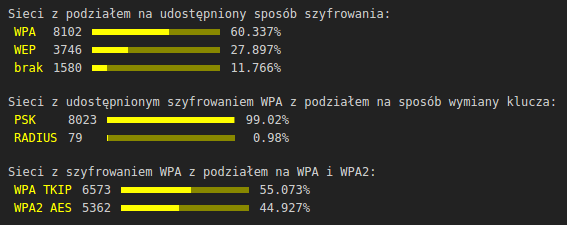 Sieci z podziałem na udostępniony sposób szyfrowania:
WPA 8102 60.337%
WEP 3746 27.897%
brak 1580 11.766%
Sieci z udostępnionym szyfrowaniem WPA z podziałem na sposób wymiany klucza:
PSK 8023 99.02%
RADIUS 79 0.98%
Sieci z szyfrowaniem WPA z podziałem na WPA i WPA2:
WPA TKIP 6573 55.073%
WPA2 AES 5362 44.927%